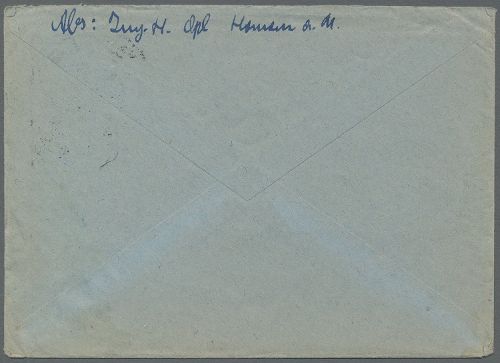 Abs: Ing. H. Opl Hanau a. M.